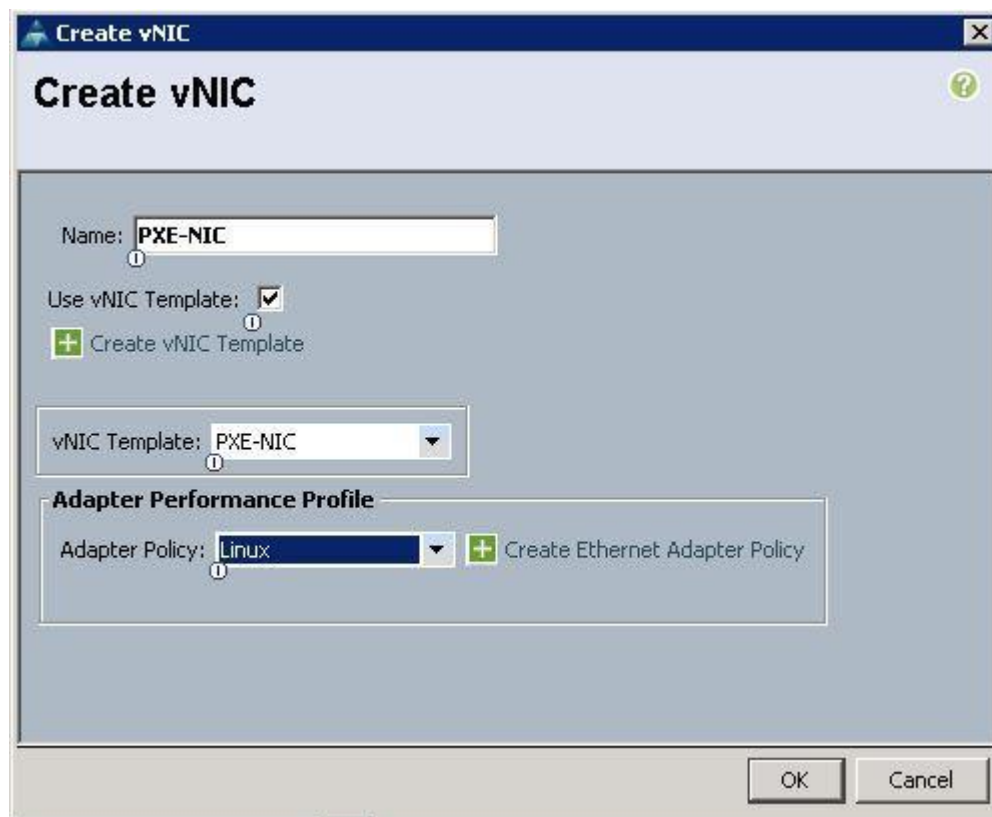 Create vNIC
Create vNIC
Name: PXE-NIC
Use vNIC Template:
Create vNIC Template
vNIC Template: PXE-NIC
Adapter Performance Profile
Adapter Policy: Linux Create Ethernet Adapter Policy
OK Cancel